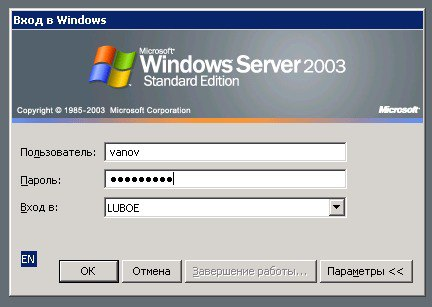 Вход в Windows
Microsoft®
Windows Server 2003
Standard Edition
Copyright © 1985-2003 Microsoft Corporation
Microsoft
Пользователь: vanov
Пароль: ●●●●●●●●●
Вход в: LUBOE
EN
OK Отмена Завершение работы... Параметры <<